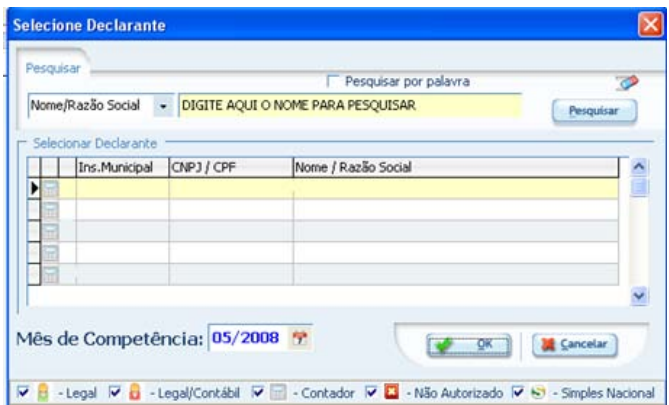 Selecione Declarante
Pesquisar
Pesquisar por palavra
Nome/Razão Social DIGITE AQUI O NOME PARA PESQUISAR Pesquisar
Selecionar Declarante
Ins.Municipal CNPJ / CPF Nome / Razão Social
Mês de Competência: 05/2008 OK Cancelar
- Legal - Legal/Contábil - Contador - Não Autorizado - Simples Nacional